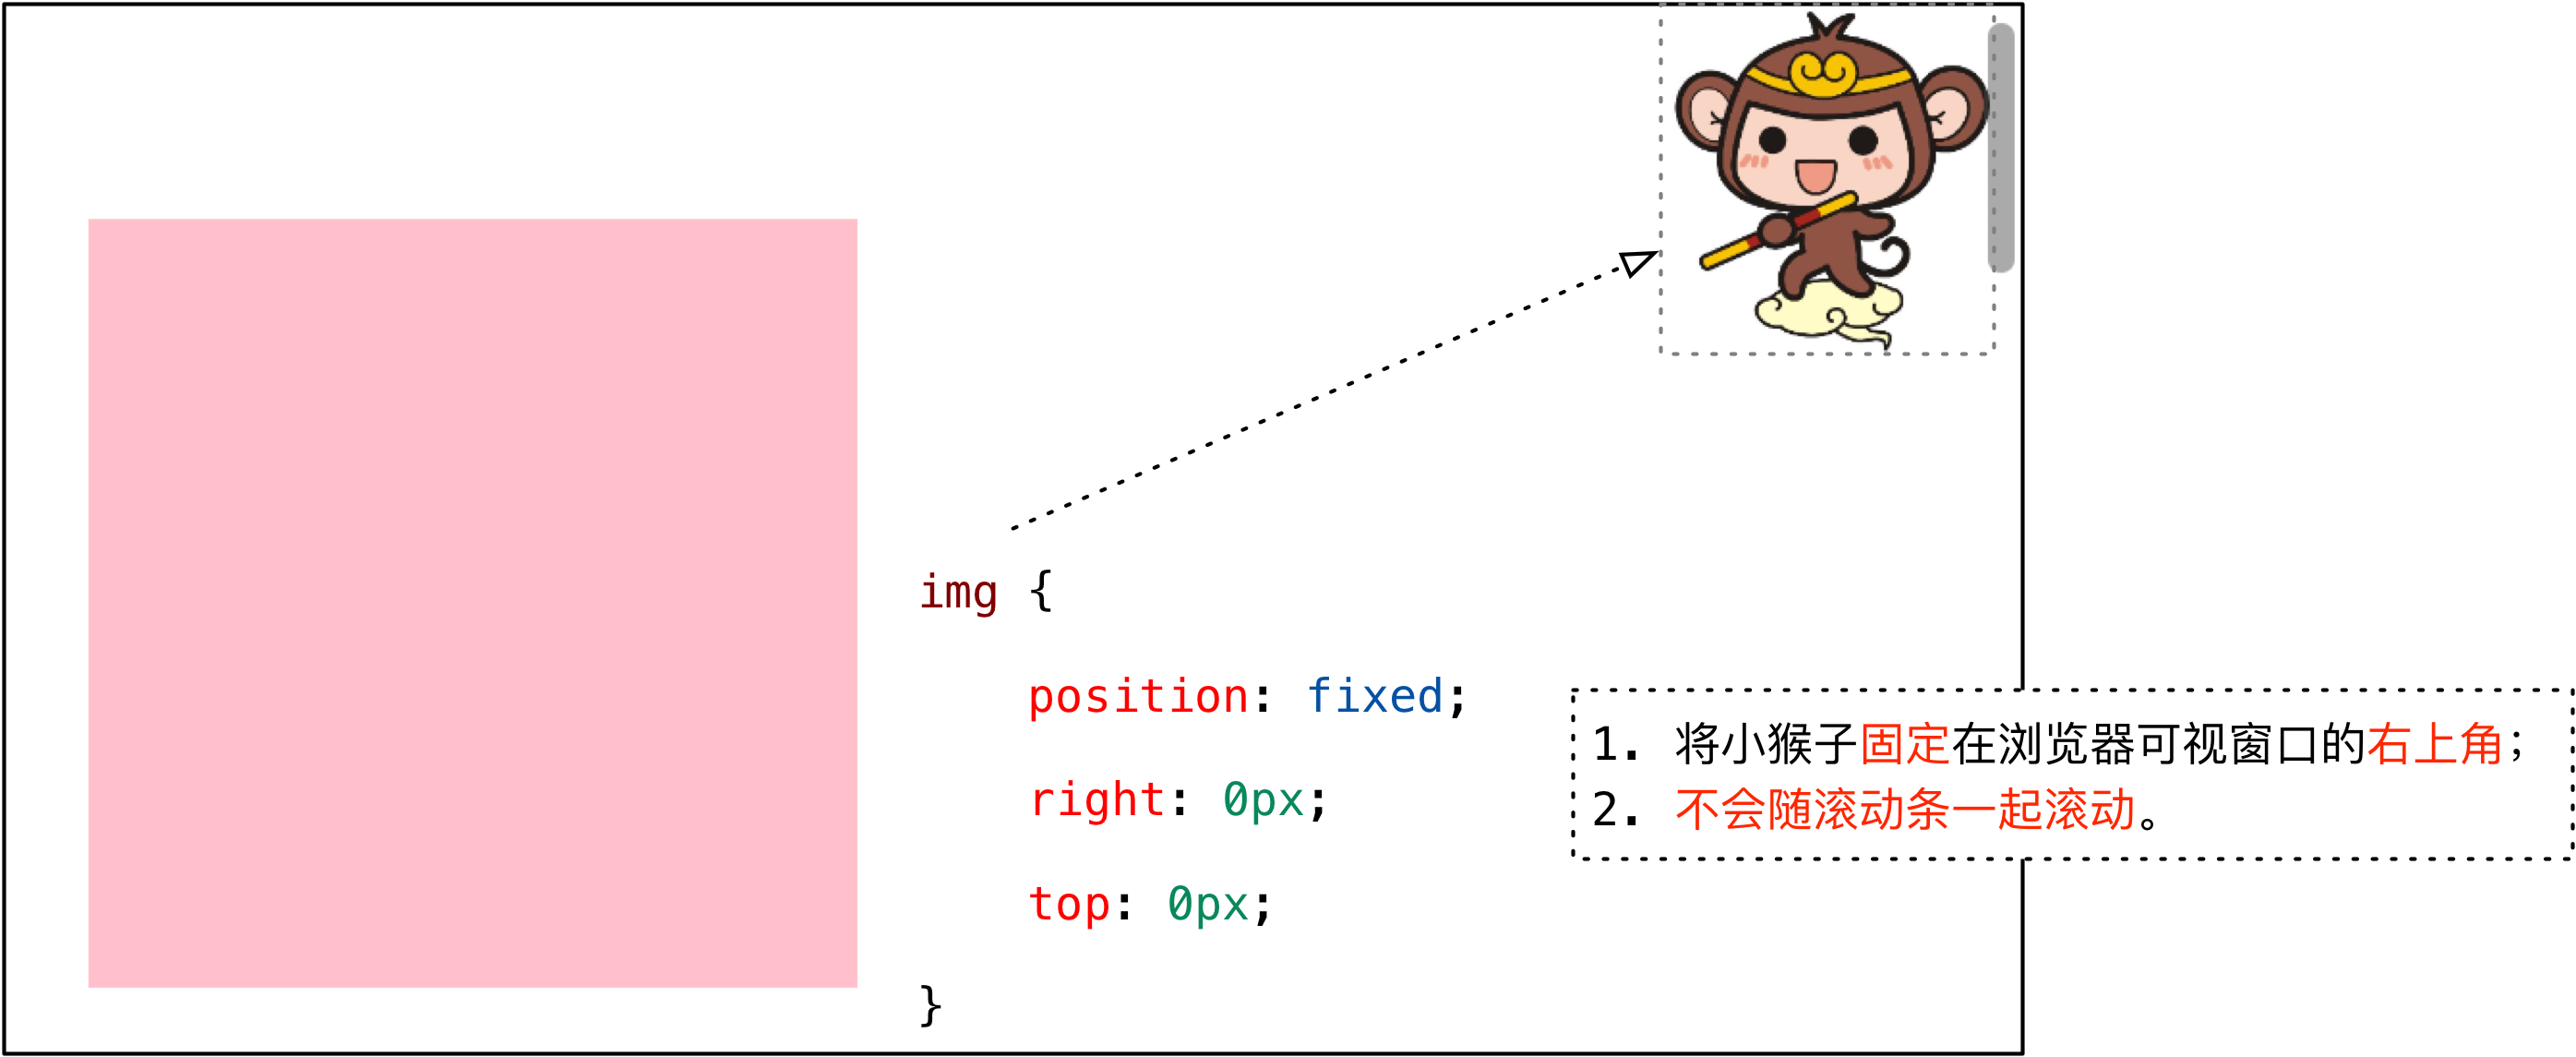 img {
position: fixed;
right: 0px;
top: 0px;
}
1. 将小猴子固定在浏览器可视窗口的右上角；
2. 不会随滚动条一起滚动。